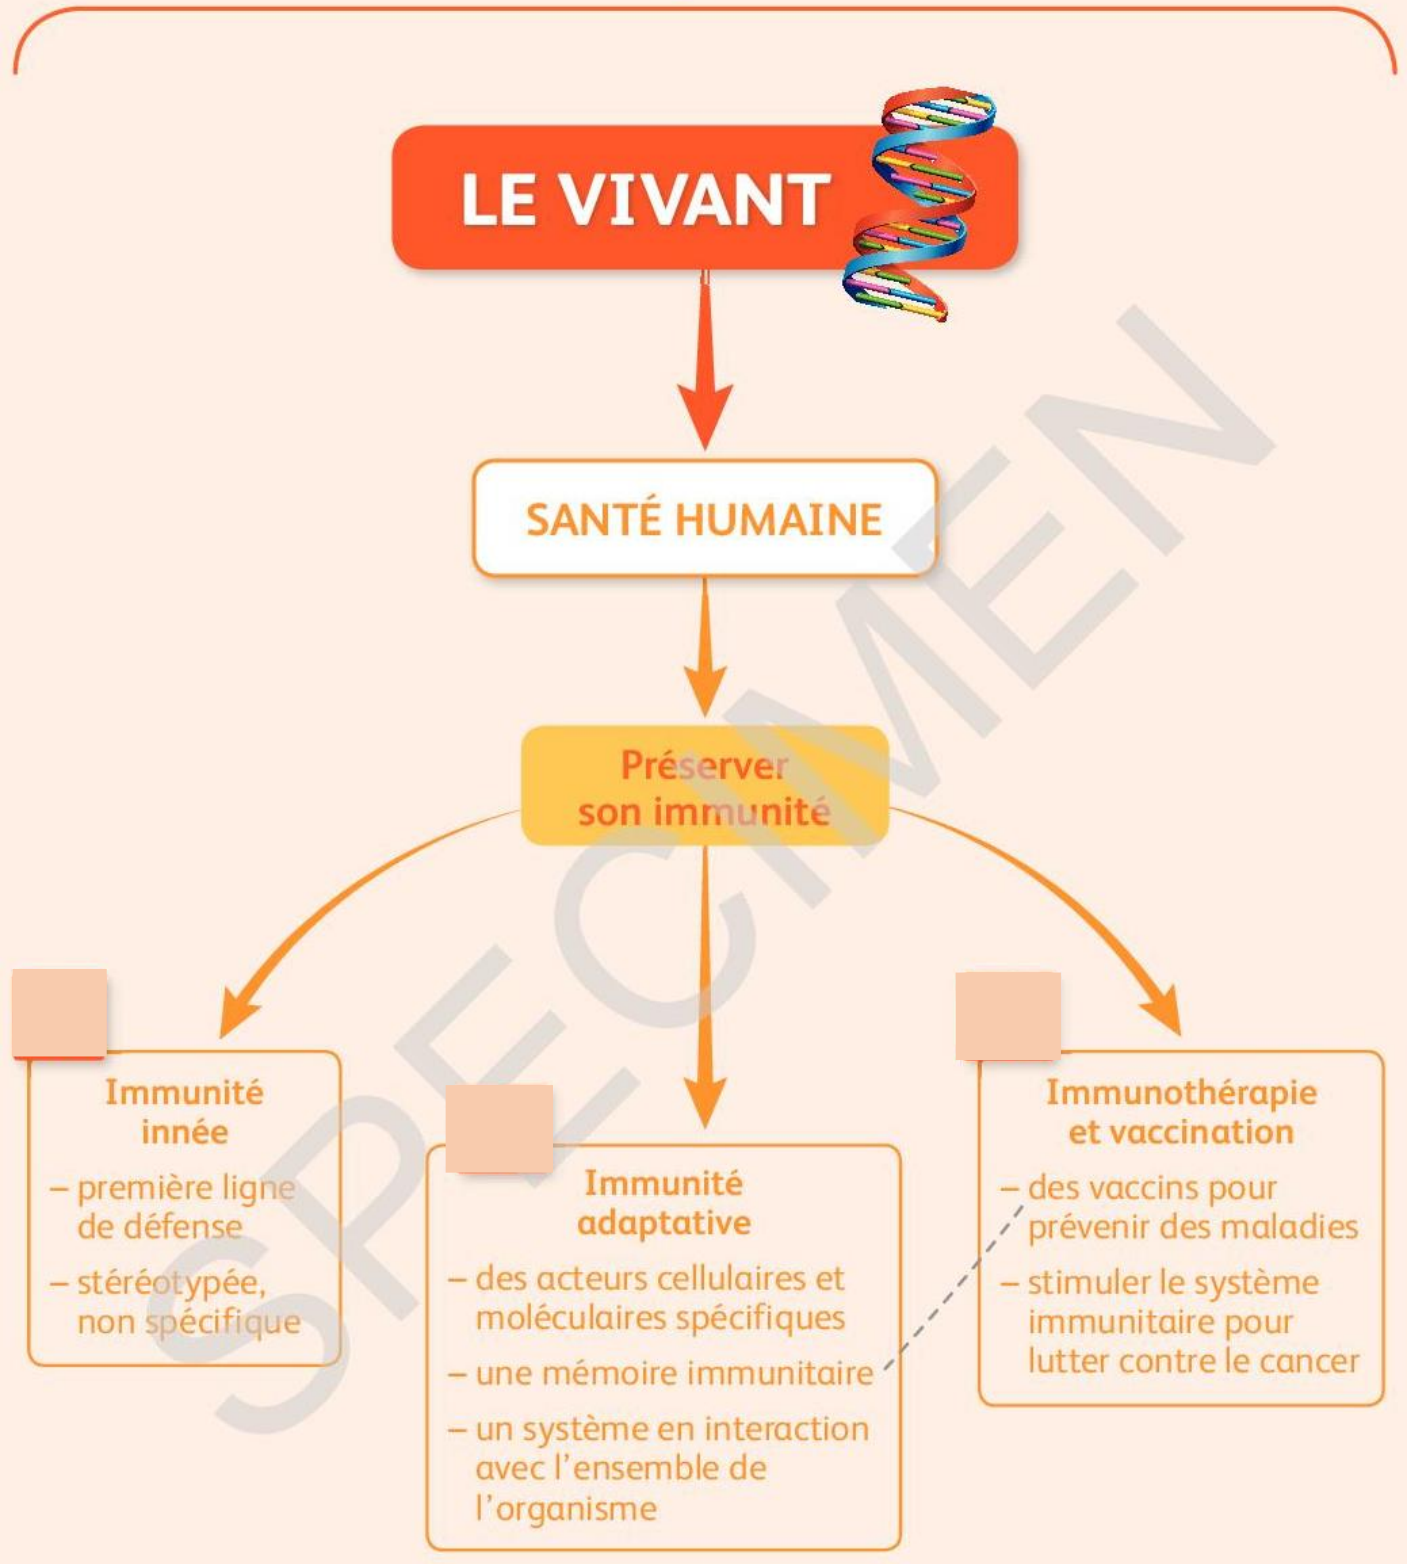 LE VIVANT
SANTÉ HUMAINE
Préserver
son immunité
Immunité
innée
– première ligne
de défense
– stéréotypée,
non spécifique
Immunité
adaptative
– des acteurs cellulaires et
moléculaires spécifiques
– une mémoire immunitaire
– un système en interaction
avec l’ensemble de
l’organisme
Immunothérapie
et vaccination
– des vaccins pour
prévenir des maladies
– stimuler le système
immunitaire pour
lutter contre le cancer
SPECIMEN